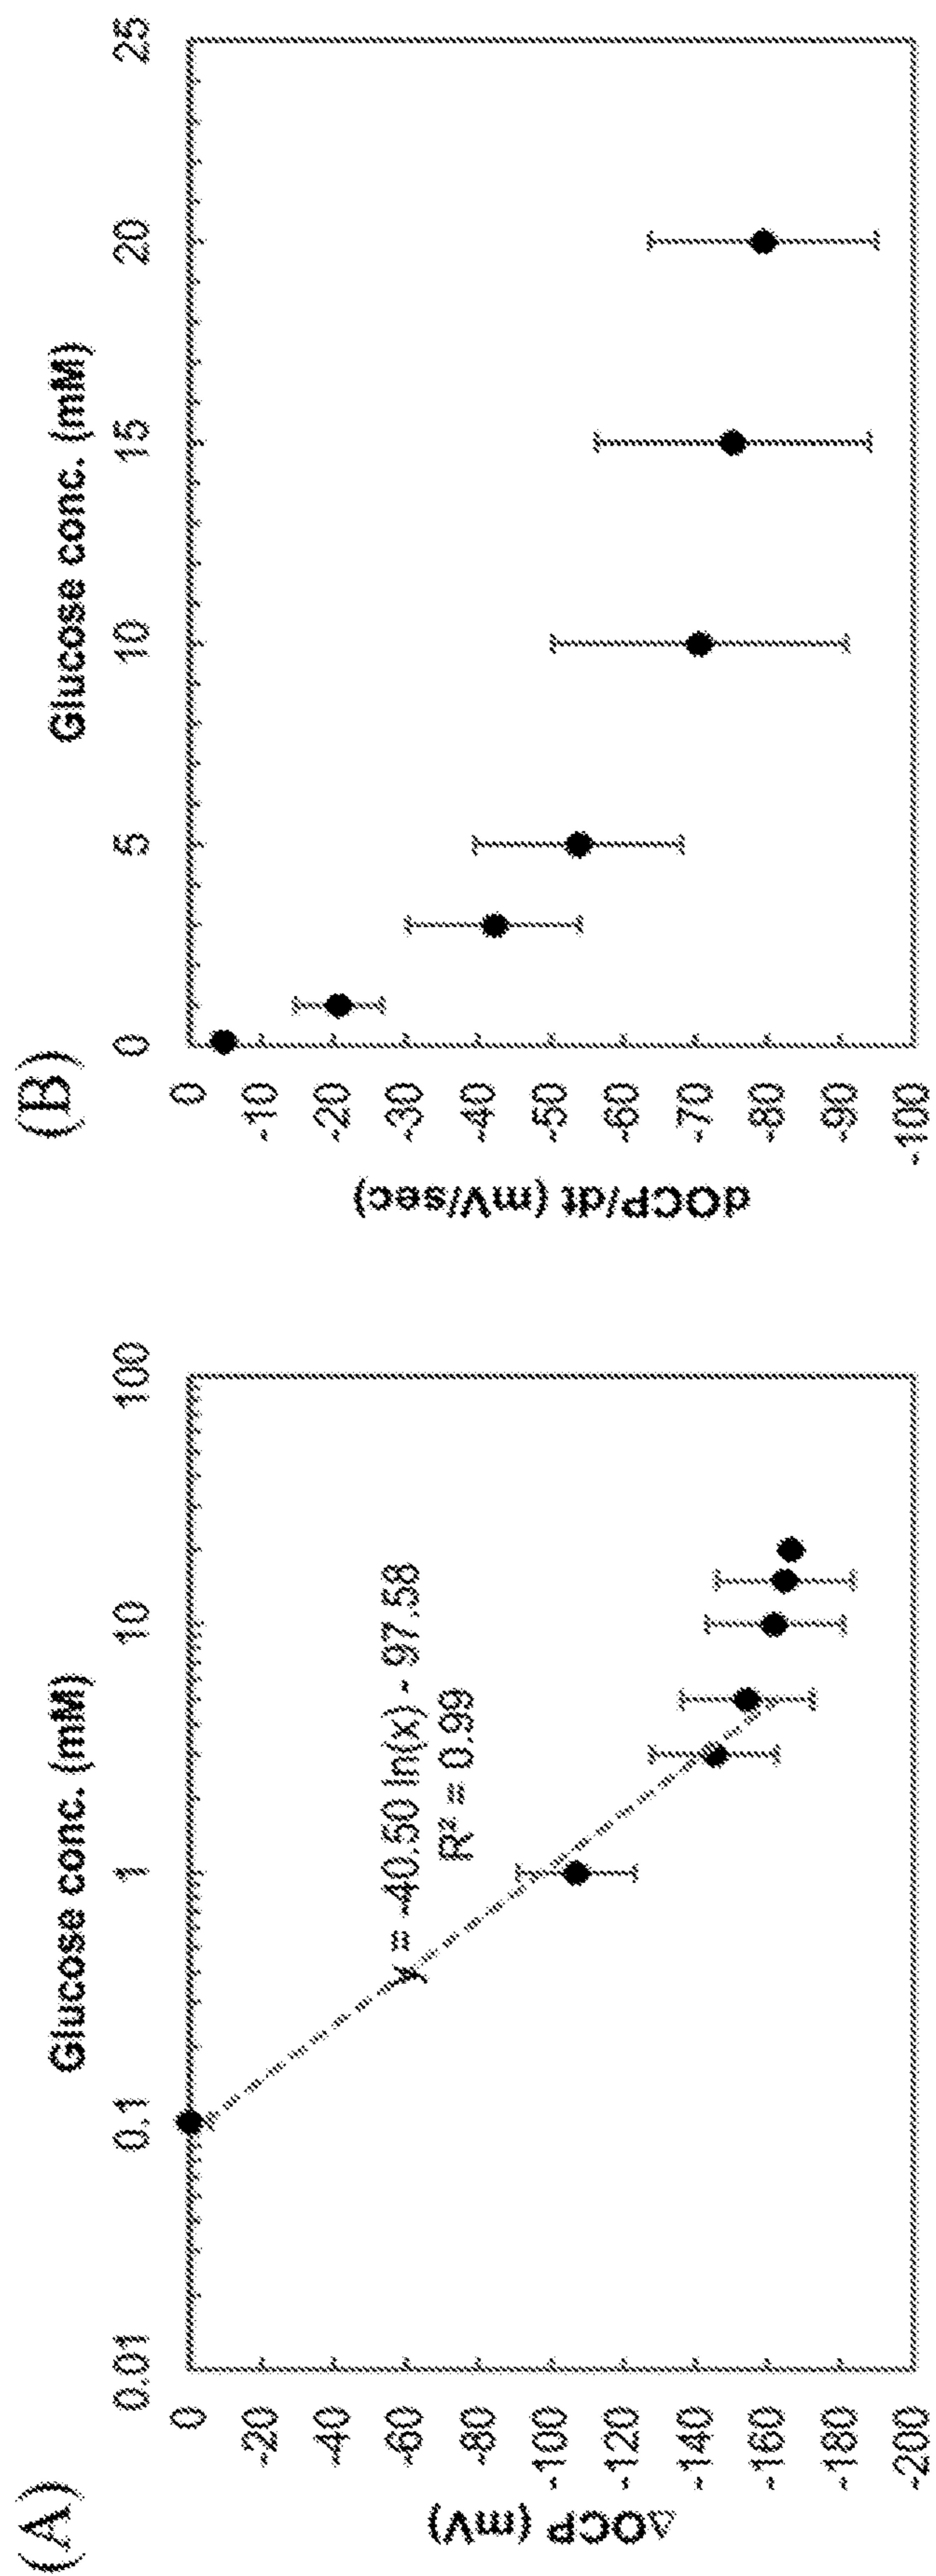 (A)
Glucose conc. (mM)
0.01 0.1 1 10 100
0
-20
-40
-60
-80
-100
-120
-140
-160
-180
-200
ΔOCP (mV)
y = -40.50 ln(x) - 97.58
R² = 0.99
(B)
Glucose conc. (mM)
0 5 10 15 20 25
0
-10
-20
-30
-40
-50
-60
-70
-80
-90
-100
dOCP/dt (mV/sec)